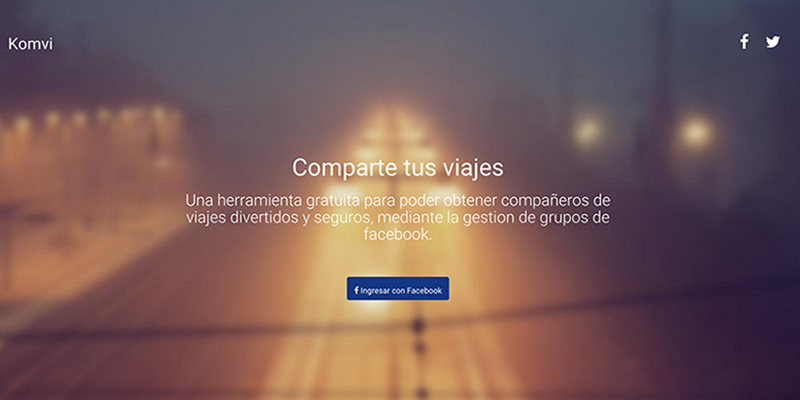 Komvi
Comparte tus viajes
Una herramienta gratuita para poder obtener compañeros de
viajes divertidos y seguros, mediante la gestion de grupos de
facebook.
Ingresar con Facebook